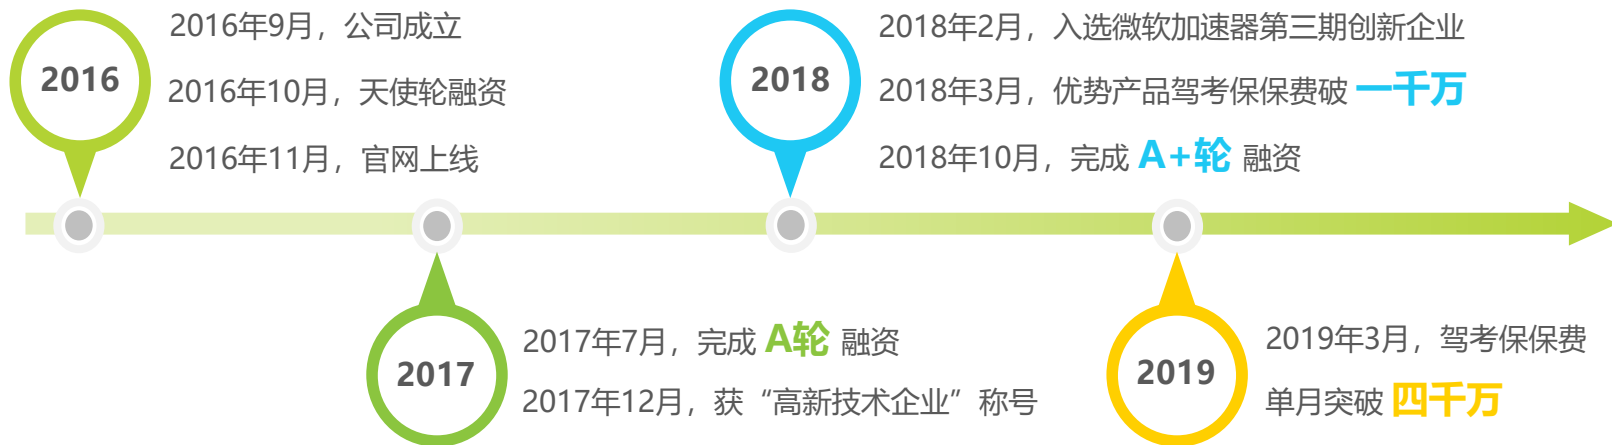 2016
2016年9月，公司成立
2016年10月，天使轮融资
2016年11月，官网上线
2017
2017年7月，完成 A轮 融资
2017年12月，获“高新技术企业”称号
2018
2018年2月，入选微软加速器第三期创新企业
2018年3月，优势产品驾考保保费破 一千万
2018年10月，完成 A+轮 融资
2019
2019年3月，驾考保保费
单月突破 四千万